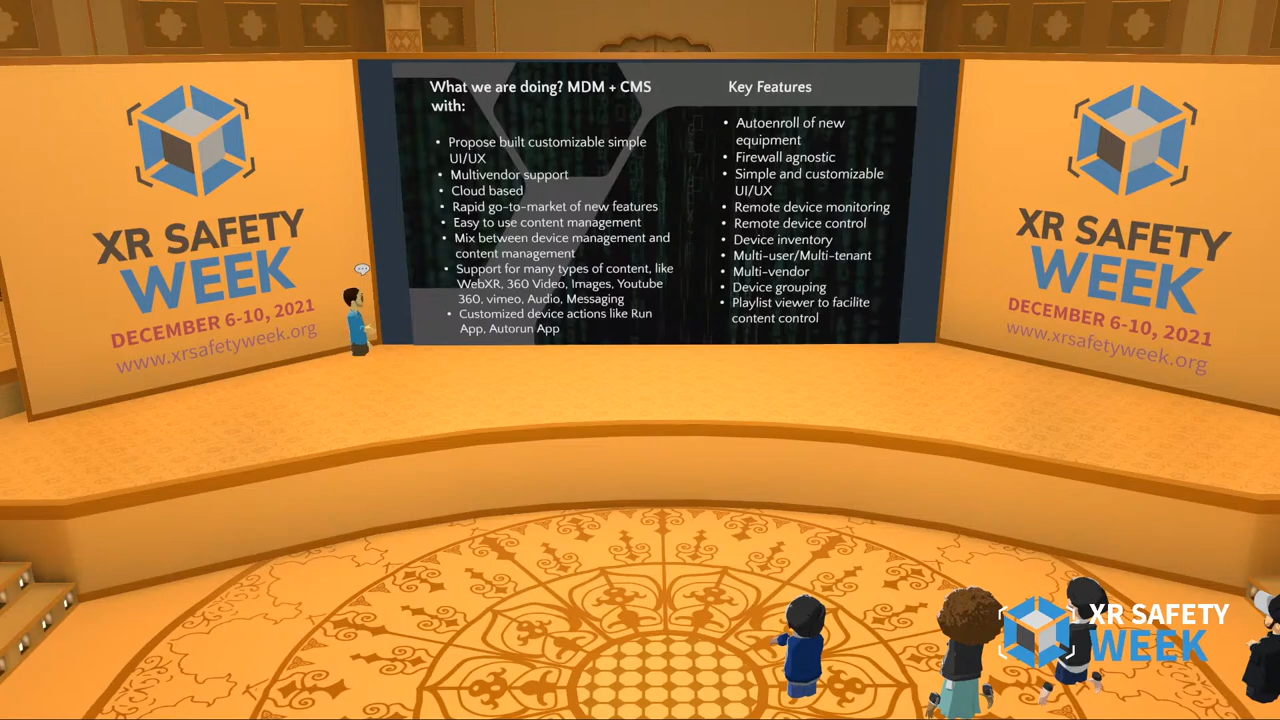 XR SAFETY
WEEK
DECEMBER 6-10, 2021
www.xrsafetyweek.org
What we are doing? MDM + CMS
with:
• Propose built customizable simple
UI/UX
• Multivendor support
• Cloud based
• Rapid go-to-market of new features
• Easy to use content management
• Mix between device management and
content management
• Support for many types of content, like
WebXR, 360 Video, Images, Youtube
360, vimeo, Audio, Messaging
• Customized device actions like Run
App, Autorun App
Key Features
• Autoenroll of new
equipment
• Firewall agnostic
• Simple and customizable
UI/UX
• Remote device monitoring
• Remote device control
• Device inventory
• Multi-user/Multi-tenant
• Multi-vendor
• Device grouping
• Playlist viewer to facilite
content control
XR SAFETY
WEEK
DECEMBER 6-10, 2021
www.xrsafetyweek.org
XR SAFETY
WEEK